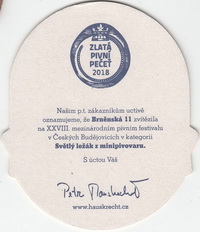 ZLATÁ
PIVNÍ
PEČEŤ
2018
Našim p.t. zákazníkům uctivě
oznamujeme, že Brněnská 11 zvítězila
na XXVIII. mezinárodním pivním festivalu
v Českých Budějovicích v kategorii
Světlý ležák z minipivovaru.
S úctou Váš
Petr
www.hauskrecht.cz